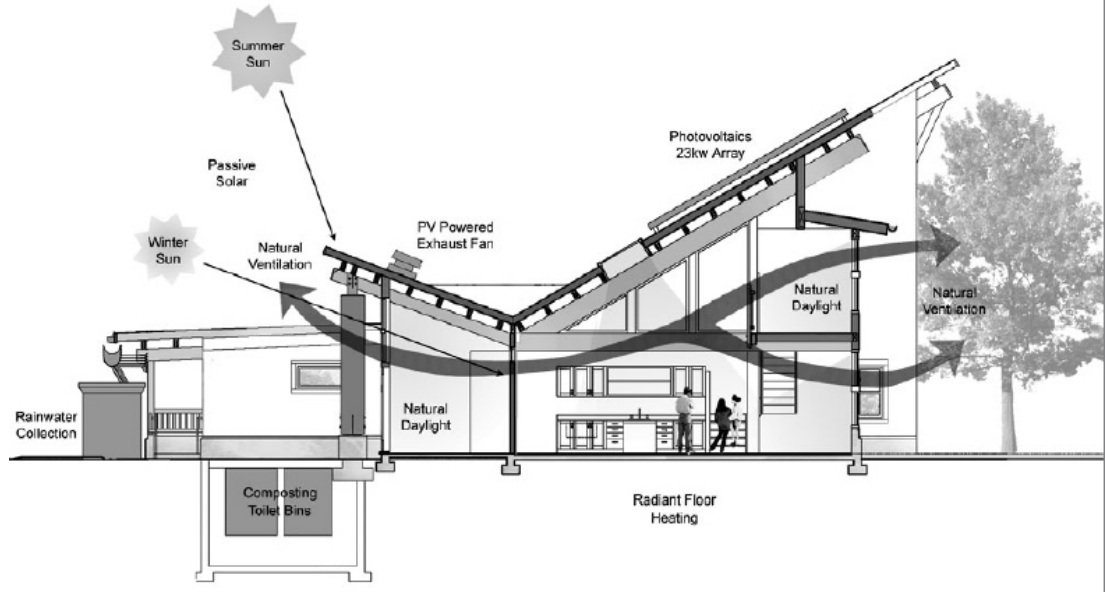 Summer
Sun
Photovoltaics
23kw Array
Passive
Solar
PV Powered
Exhaust Fan
Winter
Sun
Natural
Ventilation
Natural
Daylight
Natural
Ventilation
Rainwater
Collection
Natural
Daylight
Composting
Toilet Bins
Radiant Floor
Heating